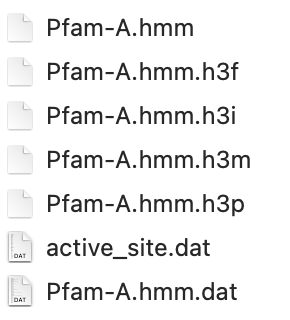 Pfam-A.hmm
Pfam-A.hmm.h3f
Pfam-A.hmm.h3i
Pfam-A.hmm.h3m
Pfam-A.hmm.h3p
DAT active_site.dat
DAT Pfam-A.hmm.dat